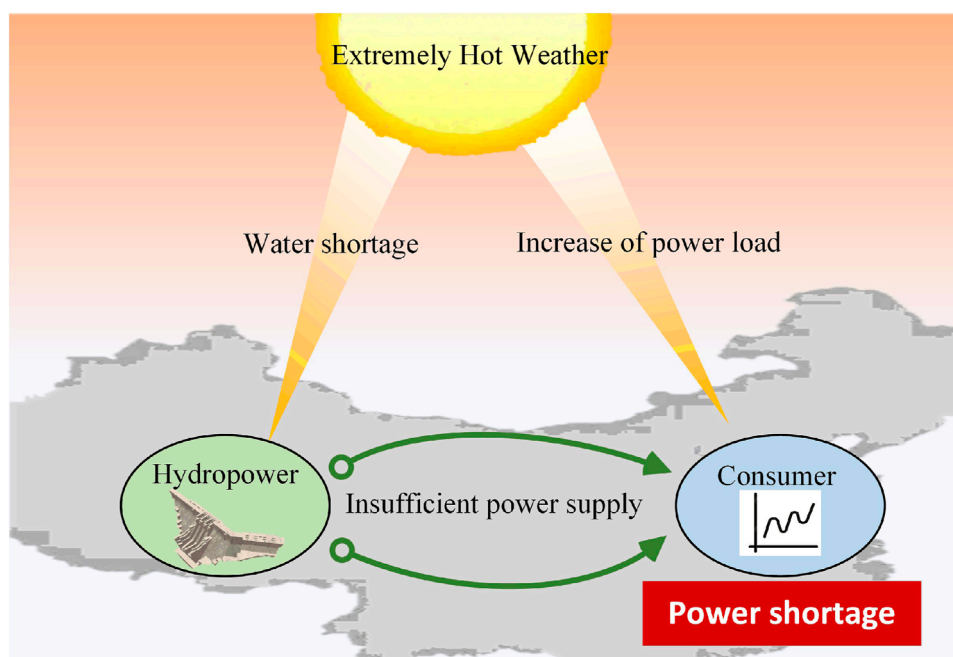 Extremely Hot Weather
Water shortage
Increase of power load
Hydropower
Insufficient power supply
Consumer
Power shortage